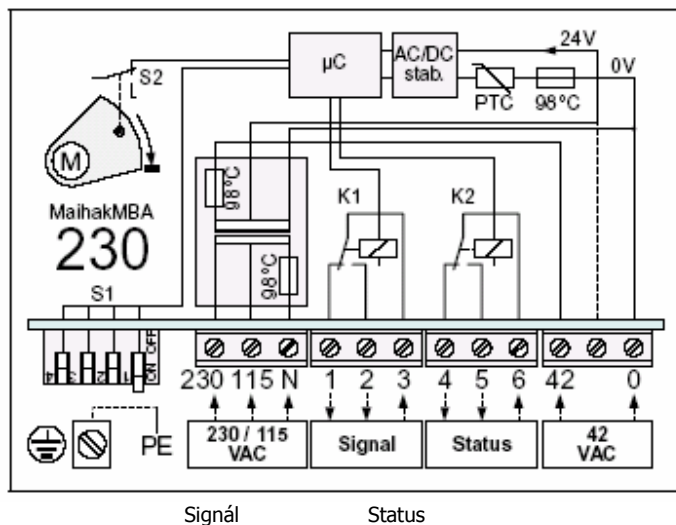 24V
0V
S2
µC
AC/DC
stab.
PTC
98°C
M
98°C
98°C
K1
K2
MaihakMBA
230
S1
4 3 2 1
ON OFF
230 115 N 1 2 3 4 5 6 42 0
PE
230 / 115
VAC
Signal
Status
42
VAC
Signál Status